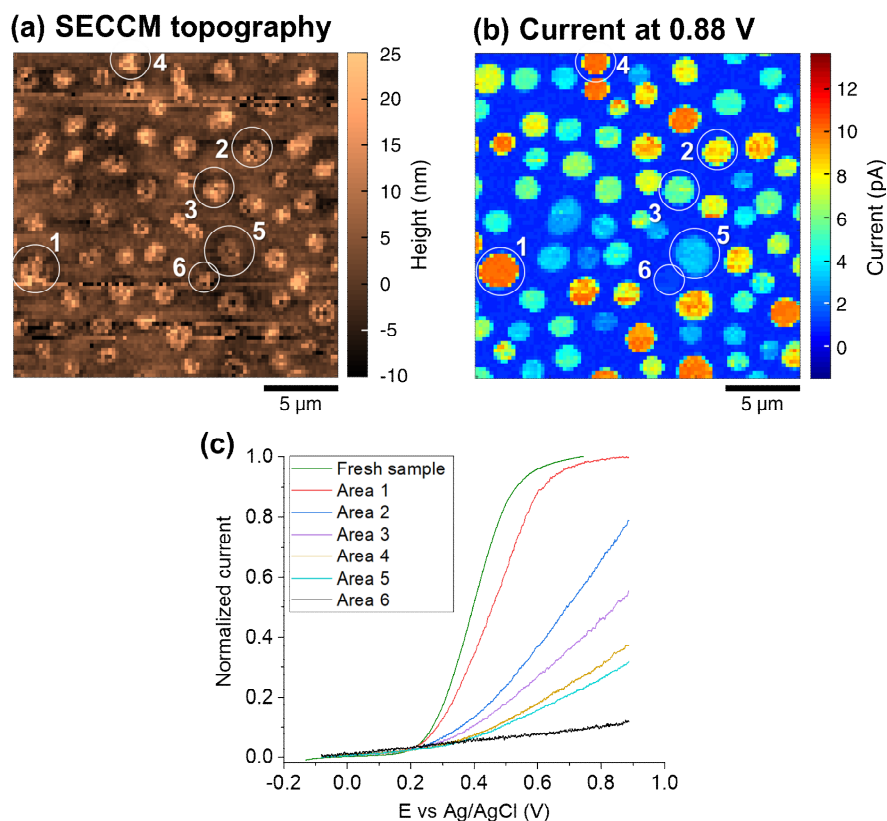 (a) SECCM topography
(b) Current at 0.88 V
4
2
3
1
5
6
25
20
15
10
5
0
-5
-10
Height (nm)
5 µm
4
2
3
1
5
6
12
10
8
6
4
2
0
Current (pA)
5 µm
(c)
Normalized current
1.0
0.8
0.6
0.4
0.2
0.0
Fresh sample
Area 1
Area 2
Area 3
Area 4
Area 5
Area 6
-0.2
0.0
0.2
0.4
0.6
0.8
1.0
E vs Ag/AgCl (V)